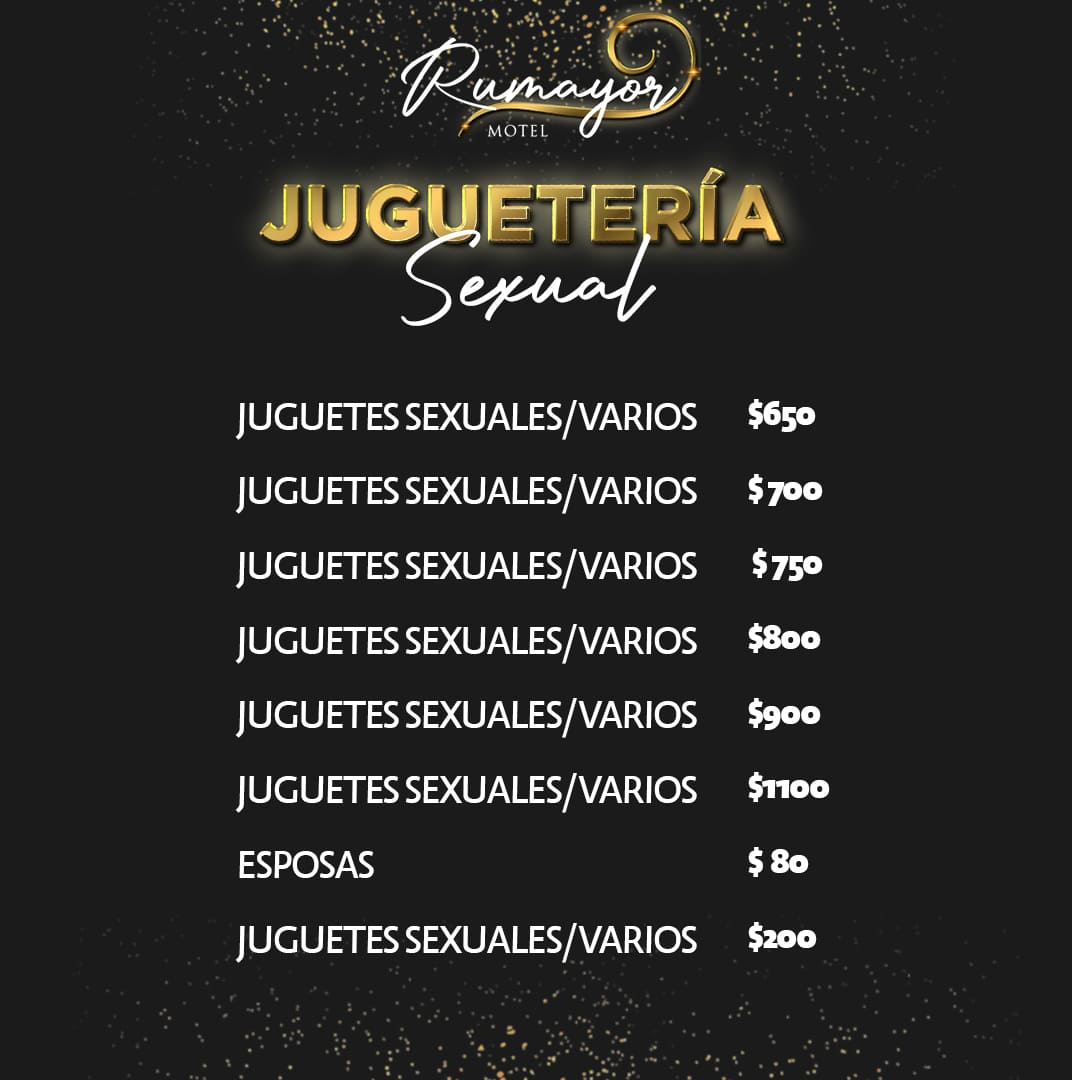 Rumayor
MOTEL
JUGUETERÍA
Sexual
JUGUETES SEXUALES/VARIOS $650
JUGUETES SEXUALES/VARIOS $700
JUGUETES SEXUALES/VARIOS $750
JUGUETES SEXUALES/VARIOS $800
JUGUETES SEXUALES/VARIOS $900
JUGUETES SEXUALES/VARIOS $1100
ESPOSAS $ 80
JUGUETES SEXUALES/VARIOS $200